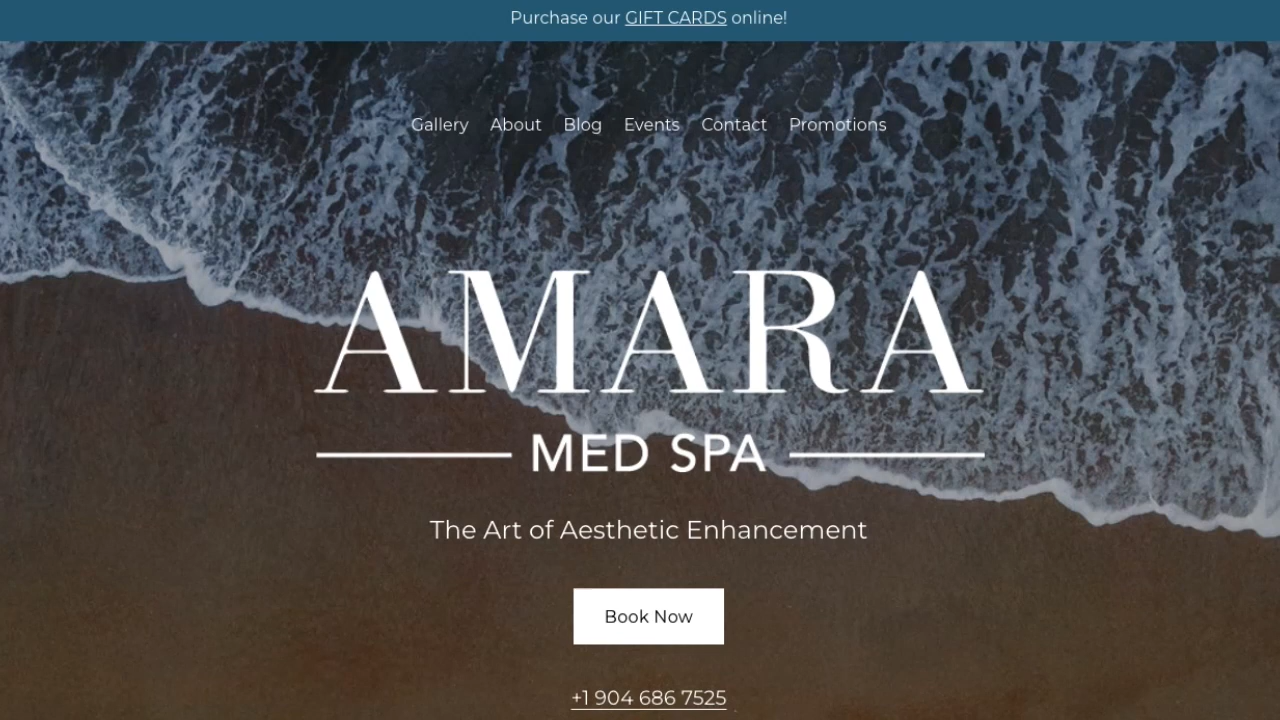 Purchase our GIFT CARDS online!
Gallery About Blog Events Contact Promotions
AMARA
MED SPA
The Art of Aesthetic Enhancement
Book Now
+1 904 686 7525